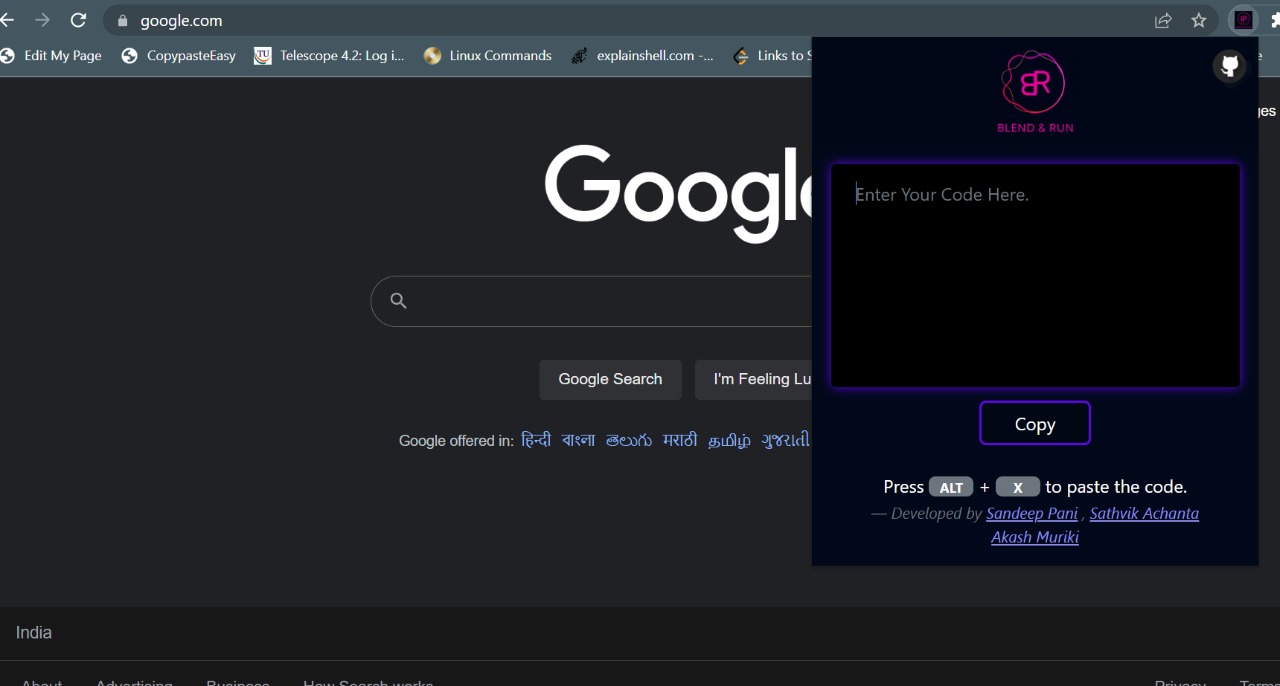 google.com
Edit My Page CopypasteEasy TU Telescope 4.2: Log i... Linux Commands explainshell.com -... Links to S
BR
BLEND & RUN
Google
Enter Your Code Here.
Google Search I'm Feeling Lu
Copy
Google offered in: हिन्दी বাংলা తెలుగు मराठी தமிழ் ગુજરાતી
Press ALT + X to paste the code.
— Developed by Sandeep Pani , Sathvik Achanta
Akash Muriki
India
About Advertising Business How Search works Privacy Terms